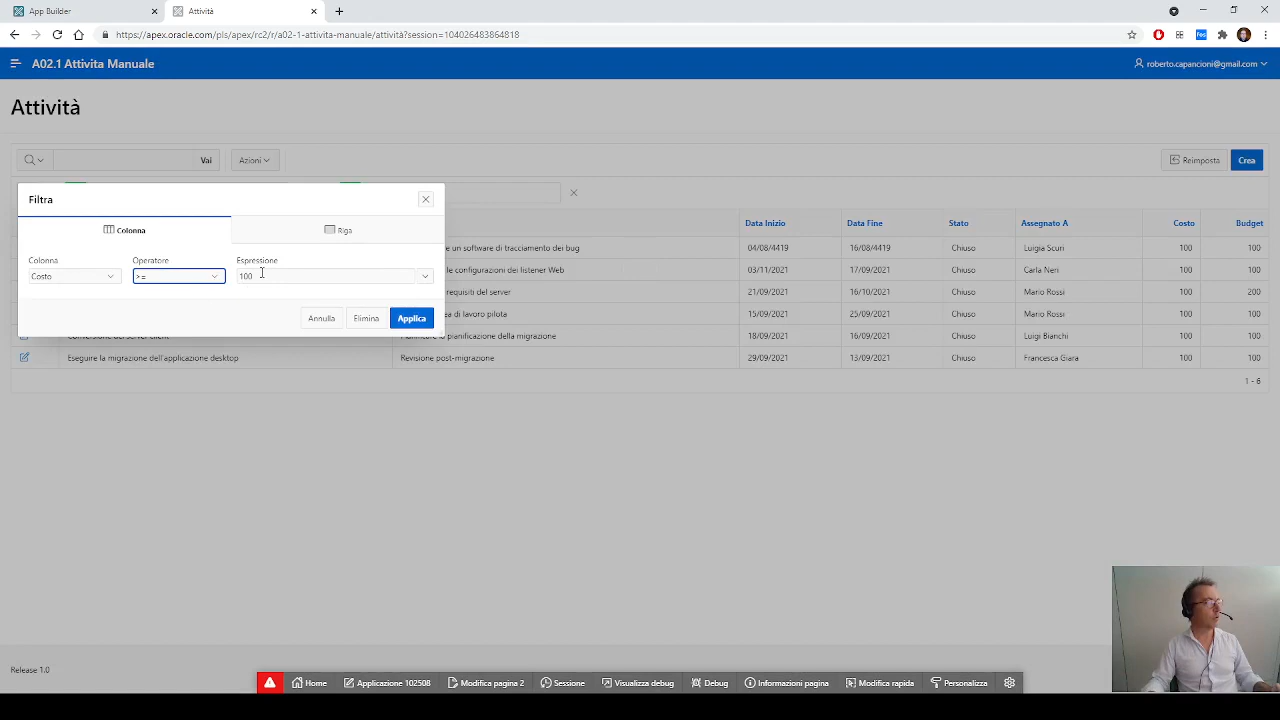 App Builder
Attività
https://apex.oracle.com/pls/apex/rc2/r/a02-1-attivita-manuale/attività?session=104026483864818
A02.1 Attivita Manuale
roberto.capancioni@gmail.com
Attività
Vai
Azioni
Reimposta
Crea
Filtra
Colonna
Riga
Colonna
Operatore
Espressione
Costo
>=
100
Annulla
Elimina
Applica
Data Inizio Data Fine Stato Assegnato A Costo Budget
e un software di tracciamento dei bug 04/08/4419 16/08/4419 Chiuso Luigia Scuri 100 100
le configurazioni dei listener Web 03/11/2021 17/09/2021 Chiuso Carla Neri 100 100
requisiti del server 21/09/2021 16/10/2021 Chiuso Mario Rossi 100 200
ea di lavoro pilota 15/09/2021 25/09/2021 Chiuso Mario Rossi 100 100
Conversione dei server client la pianificazione della migrazione 18/09/2021 16/09/2021 Chiuso Luigi Bianchi 100 100
Eseguire la migrazione dell'applicazione desktop Revisione post-migrazione 29/09/2021 13/09/2021 Chiuso Francesca Giara 100 100
1 - 6
Release 1.0
Home Applicazione 102508 Modifica pagina 2 Sessione Visualizza debug Debug Informazioni pagina Modifica rapida Personalizza